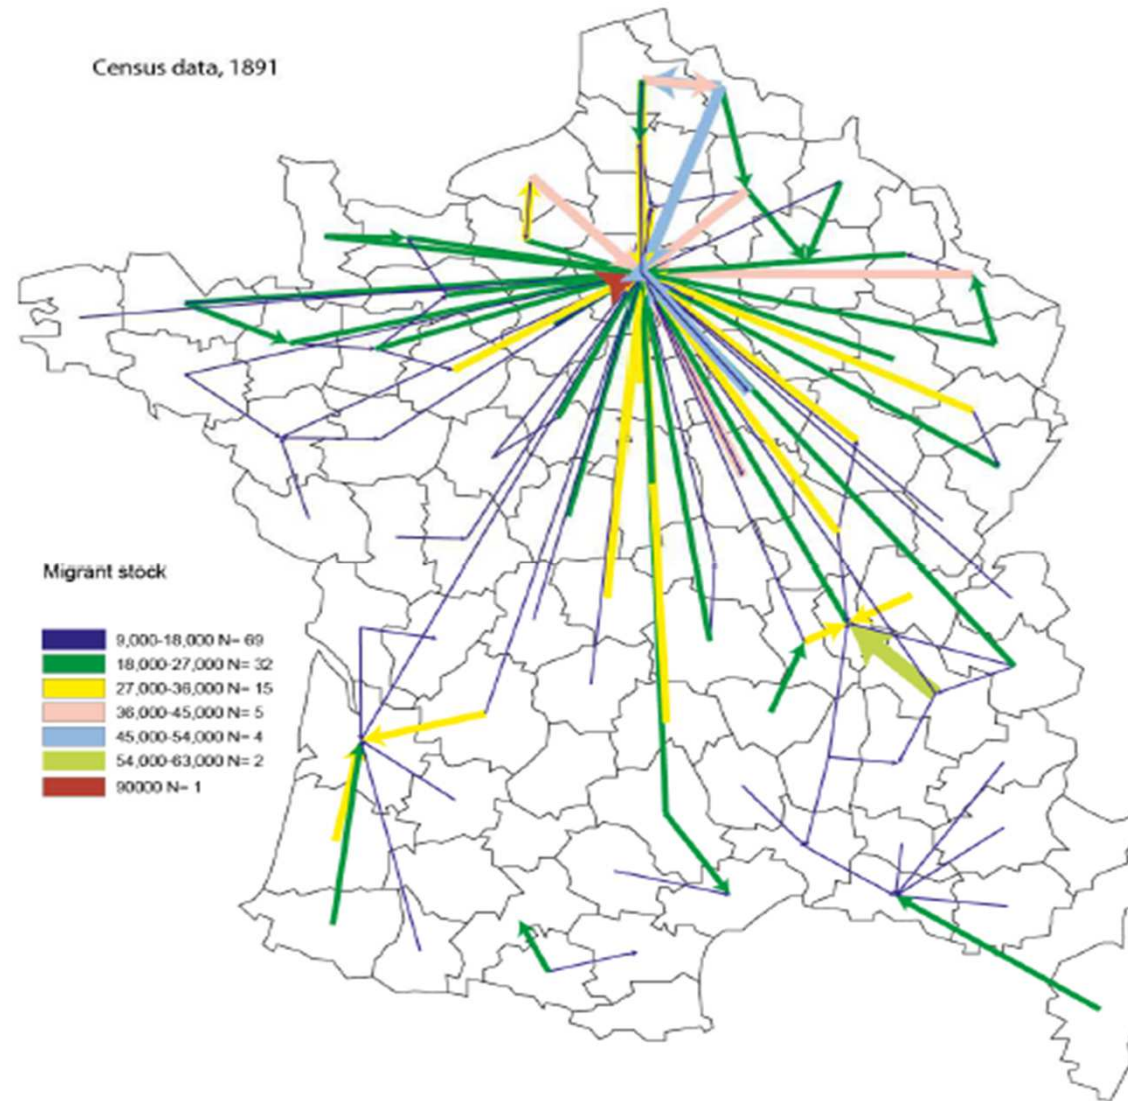 Census data, 1891
Migrant stock
9,000-18,000 N= 69
18,000-27,000 N= 32
27,000-36,000 N= 15
36,000-45,000 N= 5
45,000-54,000 N= 4
54,000-63,000 N= 2
90000 N= 1